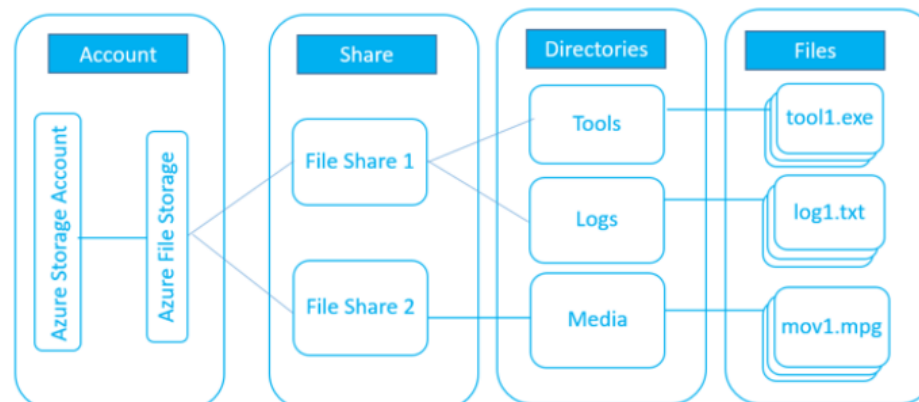 Account
Share
Directories
Files
Azure Storage Account
Azure File Storage
File Share 1
File Share 2
Tools
Logs
Media
tool1.exe
log1.txt
mov1.mpg